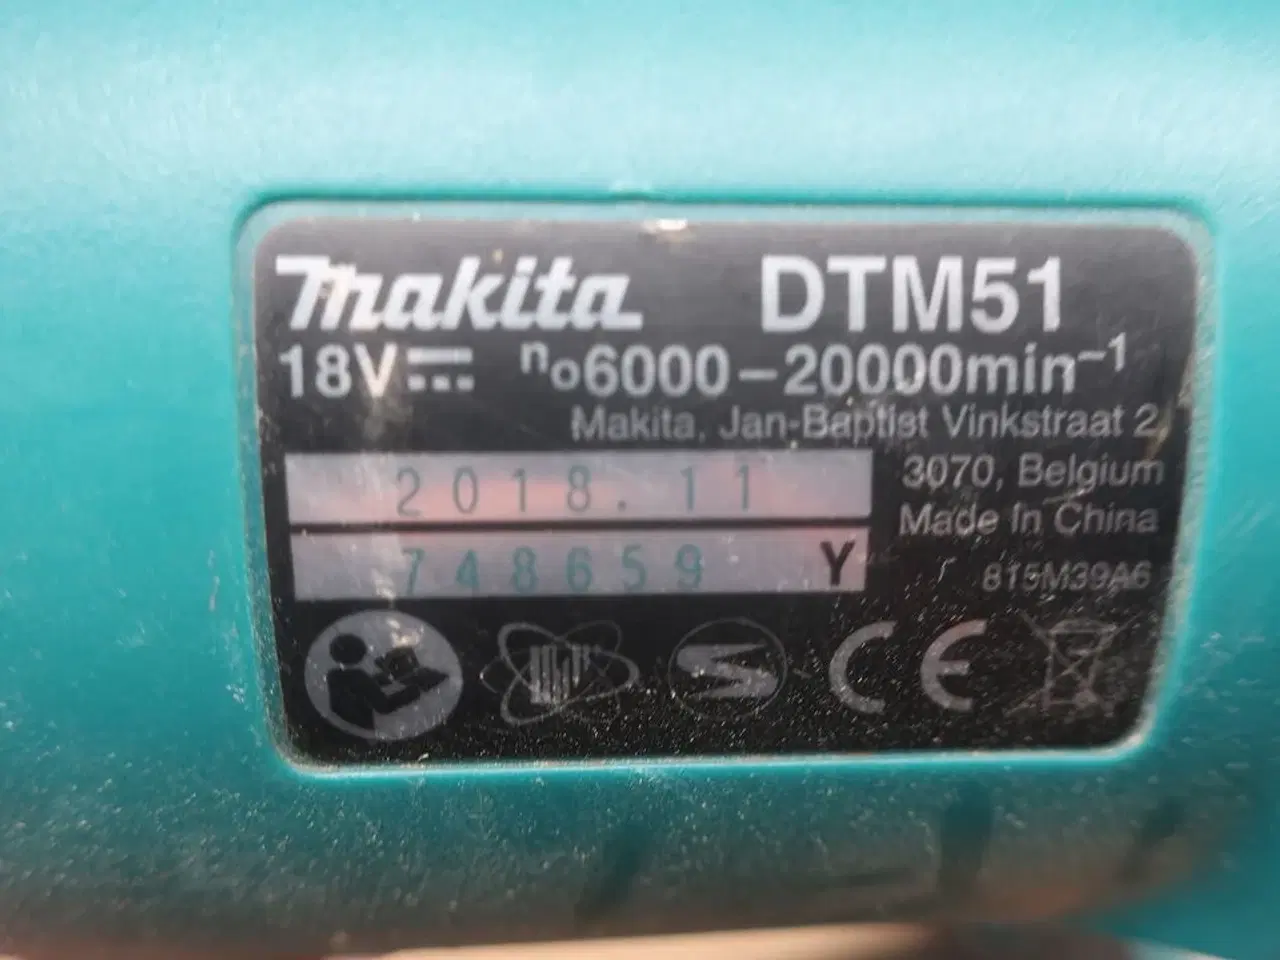 makita DTM51
18V n₀6000-20000min⁻¹
Makita, Jan-Baptist Vinkstraat 2,
3070, Belgium
Made in China
2018.11
748659 Y
815M39A6
CE